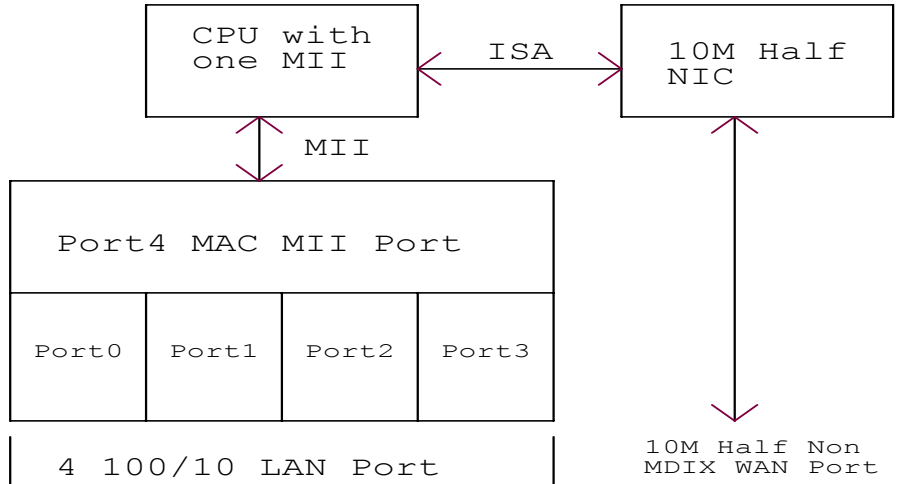 CPU with
one MII
ISA
10M Half
NIC
MII
Port4 MAC MII Port
Port0 Port1 Port2 Port3
4 100/10 LAN Port
10M Half Non
MDIX WAN Port